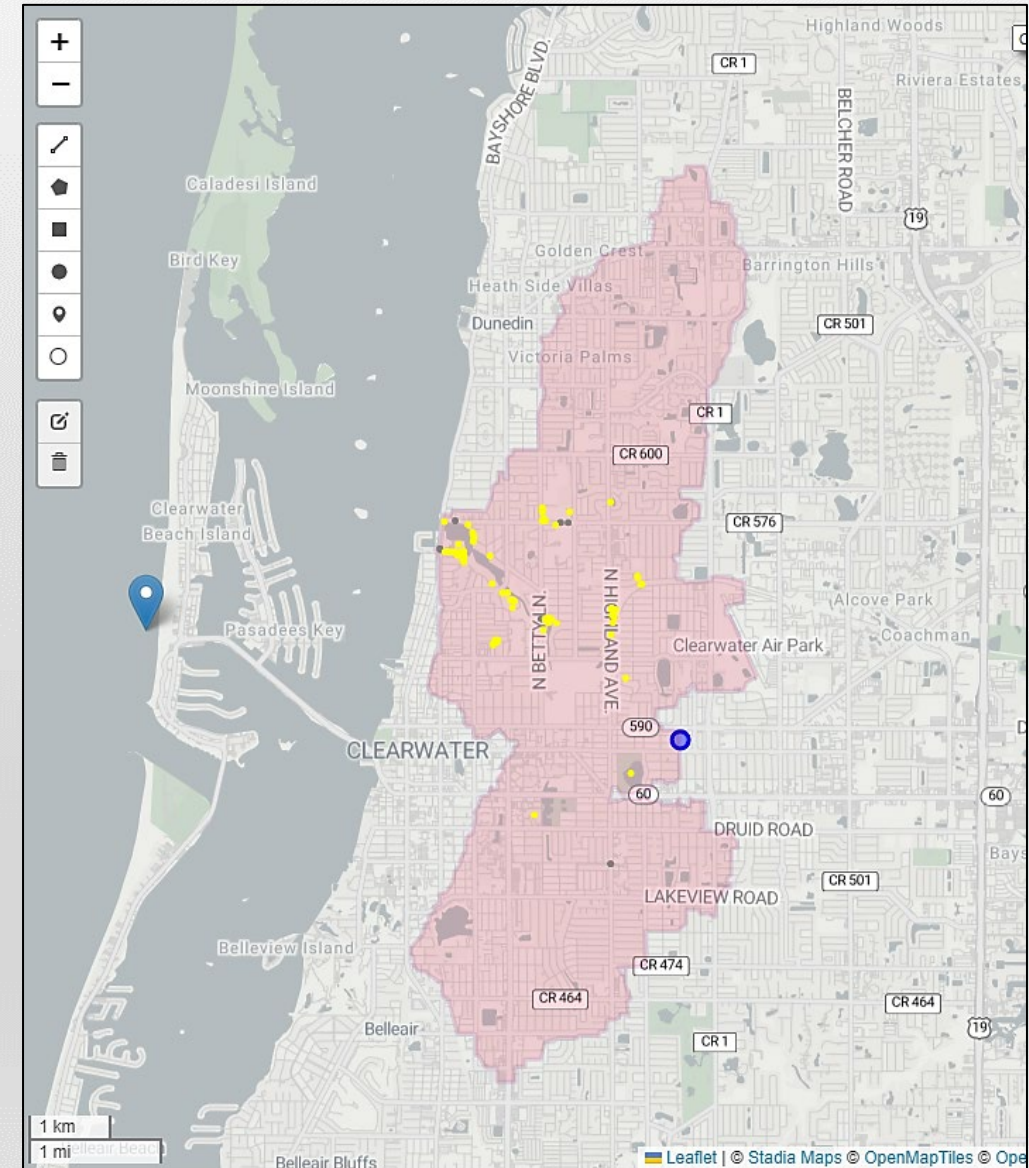 Highland Woods
+
CR 1
−
Riviera Estates
BAYSHORE BLVD.
BELCHER ROAD
Caladesi Island
19
Golden Crest
Bird Key
Barrington Hills
Heath Side Villas
Dunedin
CR 501
Victoria Palms
Moonshine Island
CR 1
CR 600
Clearwater
Beach Island
CR 576
N HIGHLAND AVE.
N BETTY LN.
Alcove Park
Pasadees Key
Coachman
Clearwater Air Park
590
CLEARWATER
60
60
DRUID ROAD
Bays
CR 501
LAKEVIEW ROAD
Belleview Island
CR 474
CR 464
CR 464
Belleair
19
CR 1
1 km
1 mi
Belleair Beach
Belleair Bluffs
Leaflet | © Stadia Maps © OpenMapTiles © Ope